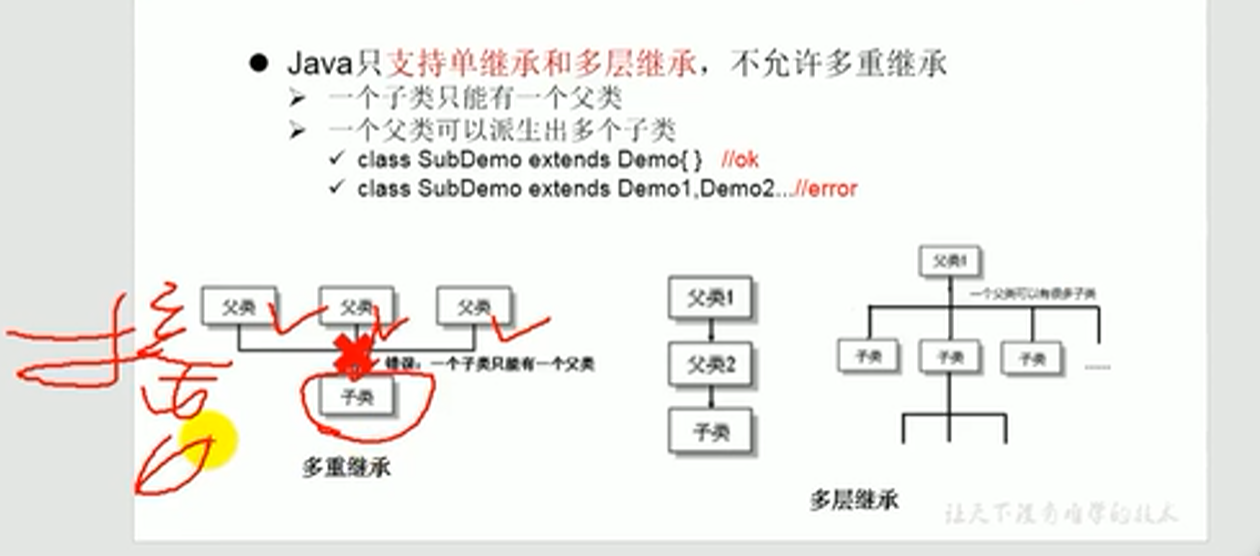 Java只支持单继承和多层继承，不允许多重继承
一个子类只能有一个父类
一个父类可以派生出多个子类
class SubDemo extends Demo{ } //ok
class SubDemo extends Demo1,Demo2...//error
父类 父类 父类
错误：一个子类只能有一个父类
子类
多重继承
父类1
父类2
子类
父类1
一个父类可以有很多子类
子类 子类 子类 ......
多层继承
让天下没有难学的技术